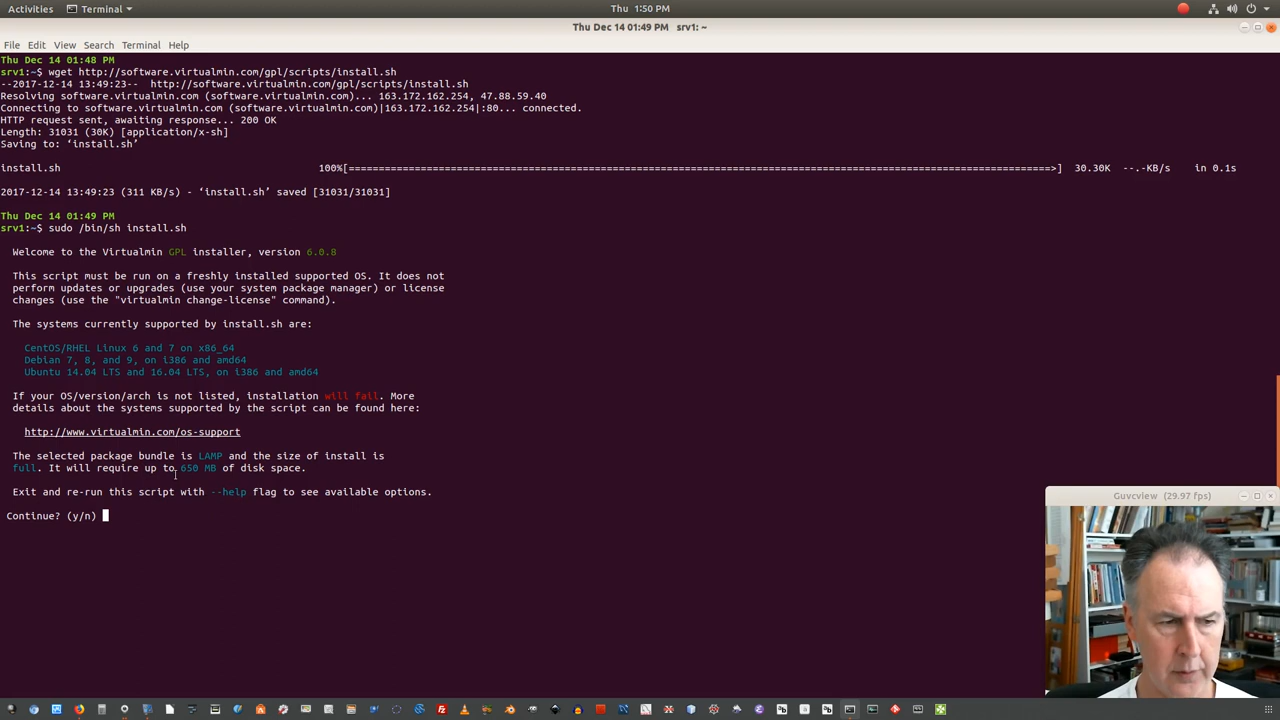 Activities
Terminal
Thu 1:50 PM
Thu Dec 14 01:49 PM srv1: ~
File Edit View Search Terminal Help
Thu Dec 14 01:48 PM
srv1:~$ wget http://software.virtualmin.com/gpl/scripts/install.sh
--2017-12-14 13:49:23-- http://software.virtualmin.com/gpl/scripts/install.sh
Resolving software.virtualmin.com (software.virtualmin.com)... 163.172.162.254, 47.88.59.40
Connecting to software.virtualmin.com (software.virtualmin.com)|163.172.162.254|:80... connected.
HTTP request sent, awaiting response... 200 OK
Length: 31031 (30K) [application/x-sh]
Saving to: ‘install.sh’
install.sh 100%[===========================================================================================================================>] 30.30K --.-KB/s in 0.1s
2017-12-14 13:49:23 (311 KB/s) - ‘install.sh’ saved [31031/31031]
Thu Dec 14 01:49 PM
srv1:~$ sudo /bin/sh install.sh
Welcome to the Virtualmin GPL installer, version 6.0.8
This script must be run on a freshly installed supported OS. It does not
perform updates or upgrades (use your system package manager) or license
changes (use the "virtualmin change-license" command).
The systems currently supported by install.sh are:
CentOS/RHEL Linux 6 and 7 on x86_64
Debian 7, 8, and 9, on i386 and amd64
Ubuntu 14.04 LTS and 16.04 LTS, on i386 and amd64
If your OS/version/arch is not listed, installation will fail. More
details about the systems supported by the script can be found here:
http://www.virtualmin.com/os-support
The selected package bundle is LAMP and the size of install is
full. It will require up to 650 MB of disk space.
Exit and re-run this script with --help flag to see available options.
Continue? (y/n)
Guvcview (29.97 fps)